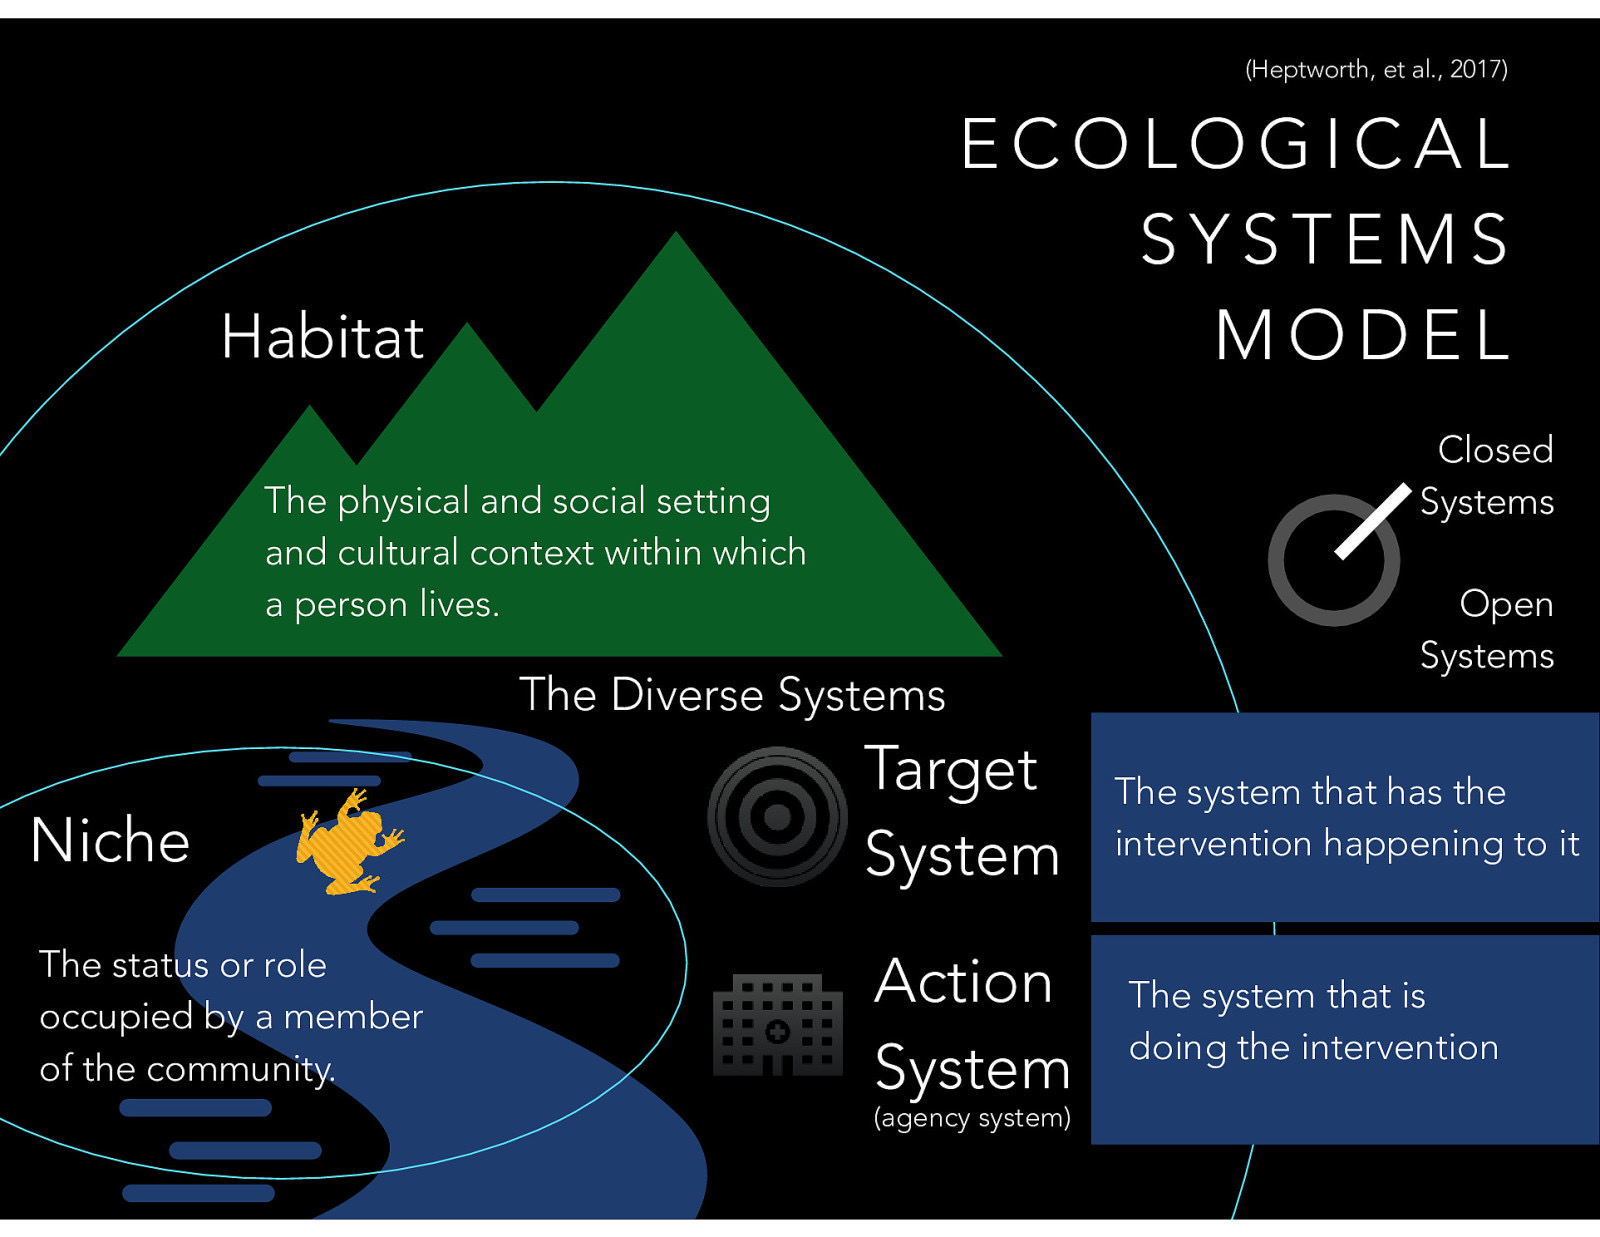 (Heptworth, et al., 2017)
ECOLOGICAL
SYSTEMS
MODEL
Habitat
The physical and social setting
and cultural context within which
a person lives.
Closed
Systems
Open
Systems
The Diverse Systems
Niche
The status or role
occupied by a member
of the community.
Target
System
The system that has the
intervention happening to it
Action
System
(agency system)
The system that is
doing the intervention